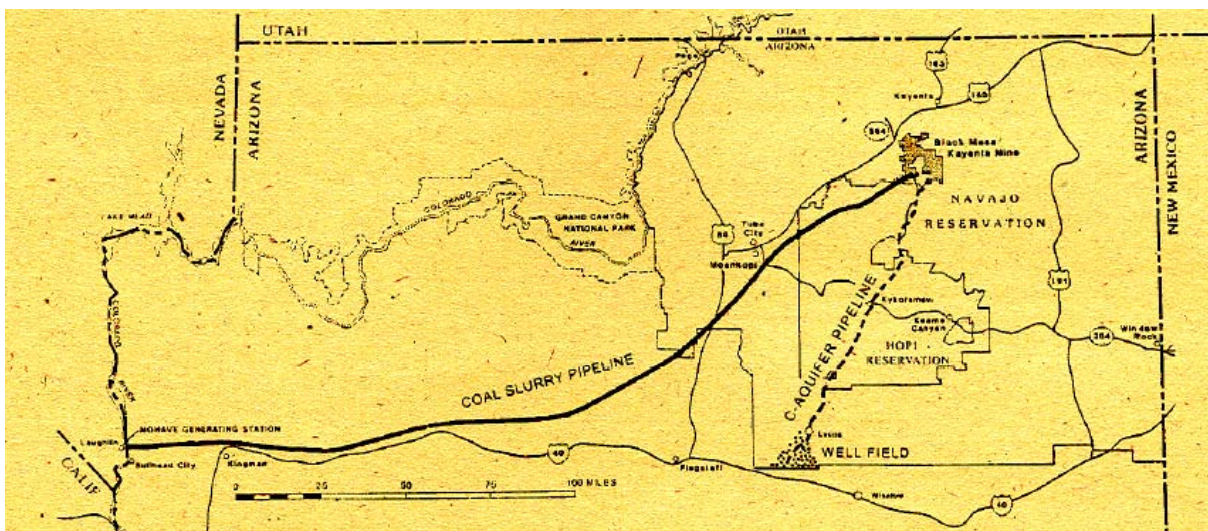 UTAH
UTAH
ARIZONA
NEVADA
ARIZONA
ARIZONA
NEW MEXICO
163
Kayenta
160
564
Black Mesa/
Kayenta Mine
NAVAJO
RESERVATION
LAKE MEAD
COLORADO
GRAND CANYON
NATIONAL PARK
RIVER
Tuba
City
89
Moenkopi
191
Kykotsmovi
Keams
Canyon
HOPI
RESERVATION
264
Window
Rock
C-AQUIFER PIPELINE
COAL SLURRY PIPELINE
COLORADO
RIVER
MOHAVE GENERATING STATION
Laughlin
Bullhead City
CALIF
Kingman
40
Flagstaff
Leupp
WELL FIELD
Winslow
40
0 25 50 75 100 MILES